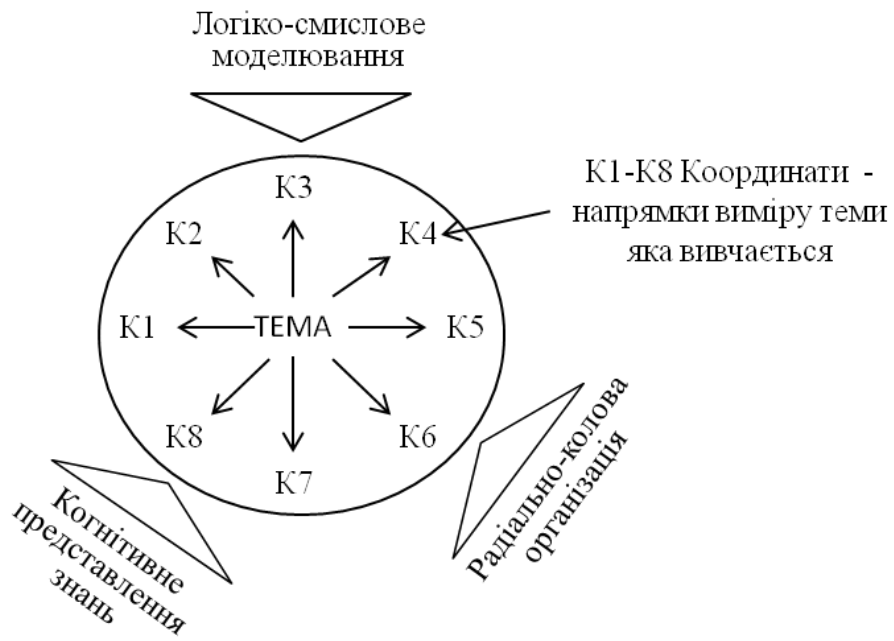 Логіко-смислове
моделювання
К3
К1-К8 Координати -
напрямки виміру теми
яка вивчається
К2
К4
К1
ТЕМА
К5
К8
К6
К7
Когнітивне
представлення
знань
Радіально-колова
організація